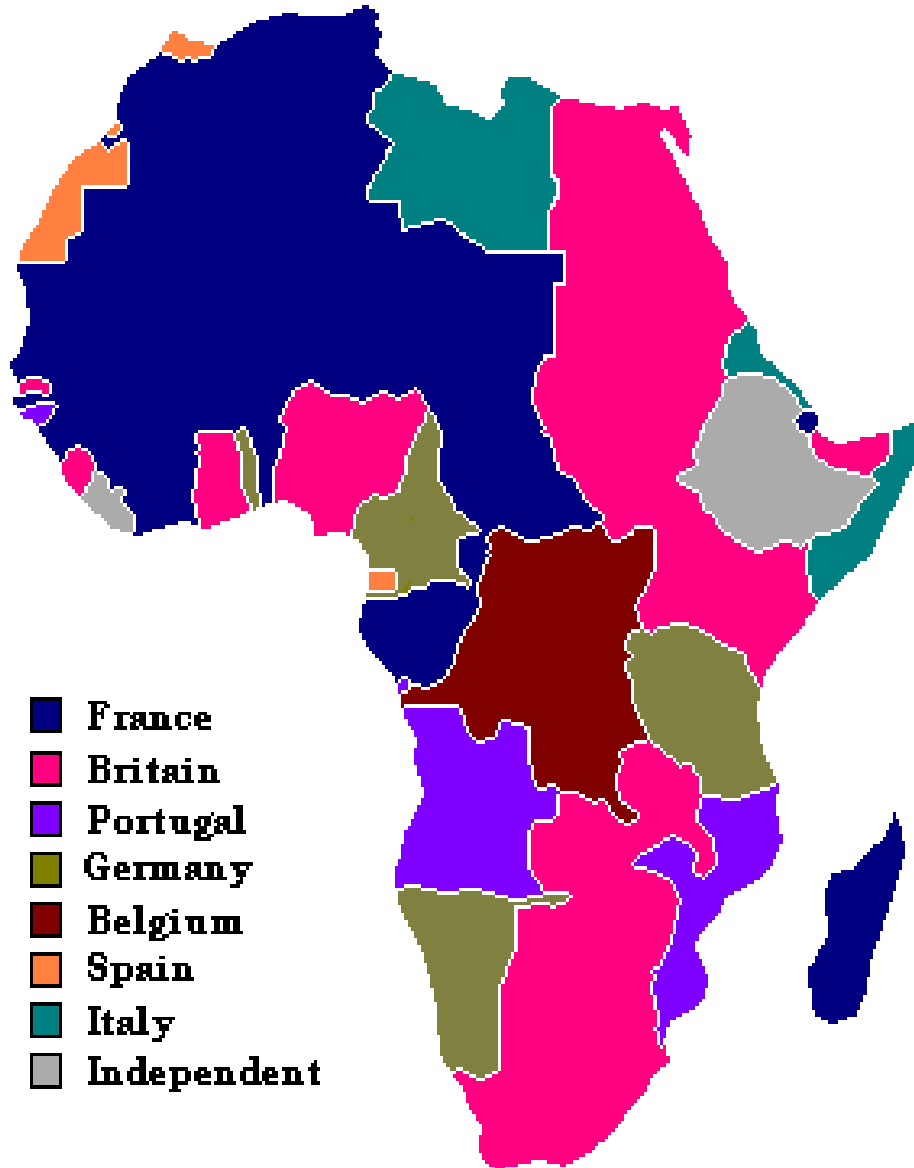 France
Britain
Portugal
Germany
Belgium
Spain
Italy
Independent